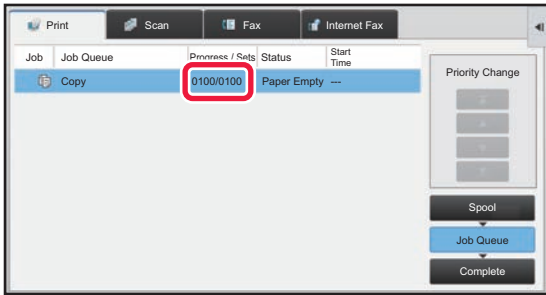 Print Scan Fax Internet Fax
Job Job Queue Progress / Sets Status Start Time
Copy 0100/0100 Paper Empty ---
Priority Change
Spool
Job Queue
Complete